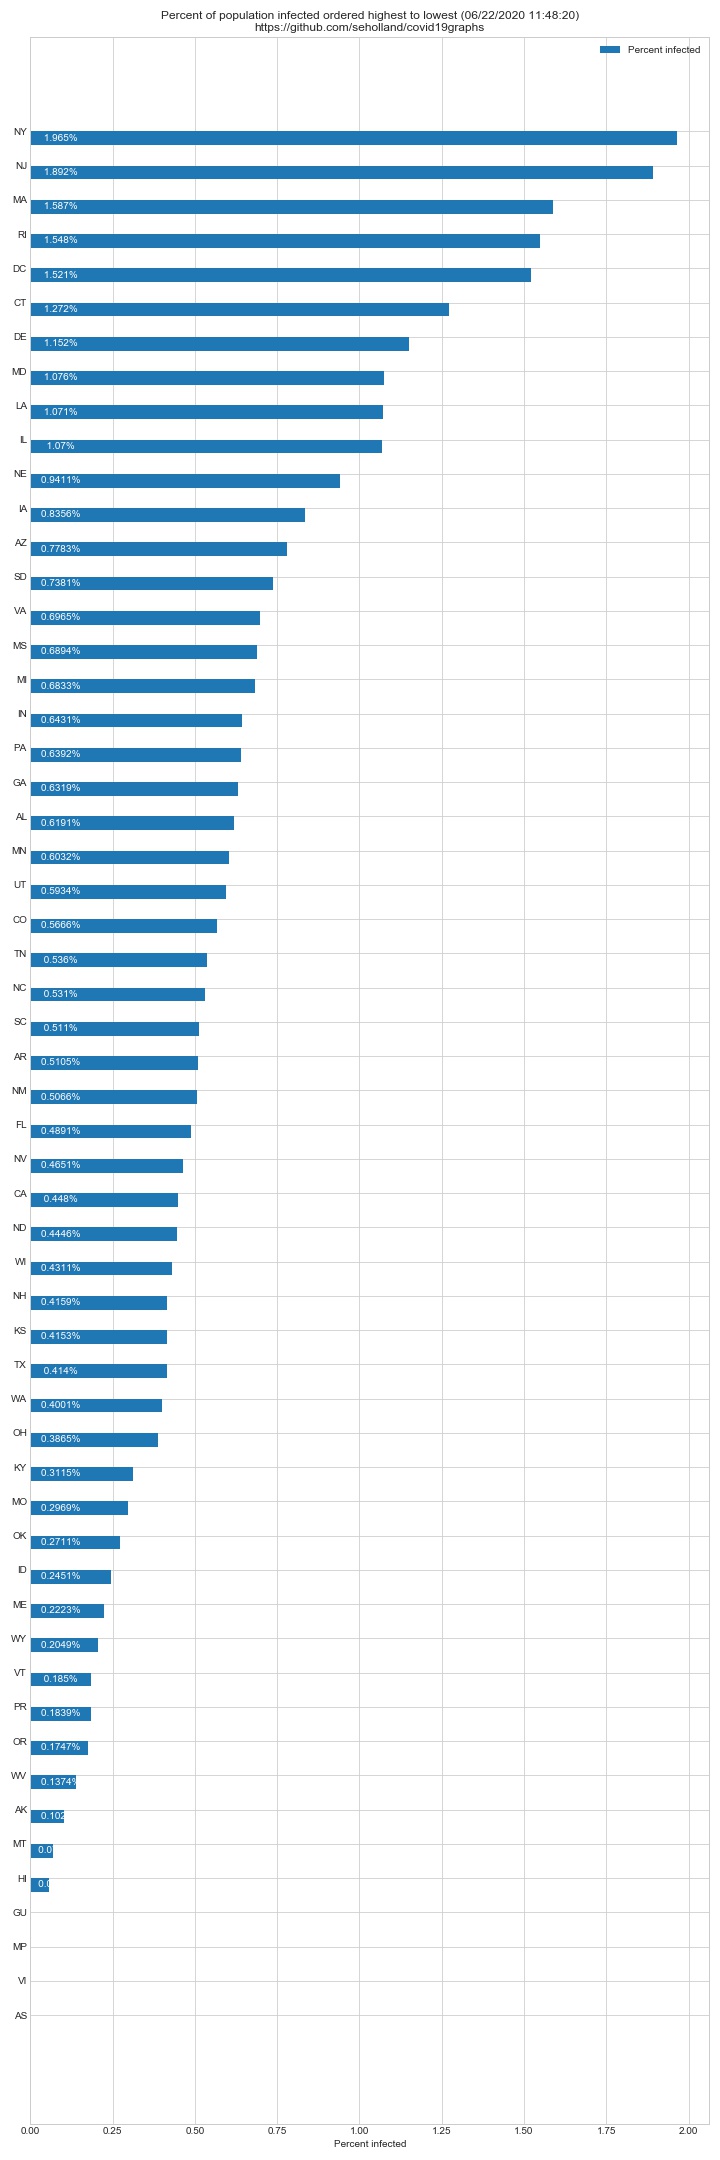 Percent of population infected ordered highest to lowest (06/22/2020 11:48:20)
https://github.com/seholland/covid19graphs
Percent infected
NY 1.965%
NJ 1.892%
MA 1.587%
RI 1.548%
DC 1.521%
CT 1.272%
DE 1.152%
MD 1.076%
LA 1.071%
IL 1.07%
NE 0.9411%
IA 0.8356%
AZ 0.7783%
SD 0.7381%
VA 0.6965%
MS 0.6894%
MI 0.6833%
IN 0.6431%
PA 0.6392%
GA 0.6319%
AL 0.6191%
MN 0.6032%
UT 0.5934%
CO 0.5666%
TN 0.536%
NC 0.531%
SC 0.511%
AR 0.5105%
NM 0.5066%
FL 0.4891%
NV 0.4651%
CA 0.448%
ND 0.4446%
WI 0.4311%
NH 0.4159%
KS 0.4153%
TX 0.414%
WA 0.4001%
OH 0.3865%
KY 0.3115%
MO 0.2969%
OK 0.2711%
ID 0.2451%
ME 0.2223%
WY 0.2049%
VT 0.185%
PR 0.1839%
OR 0.1747%
WV 0.1374%
AK 0.102
MT
HI
GU
MP
VI
AS
0.00 0.25 0.50 0.75 1.00 1.25 1.50 1.75 2.00
Percent infected